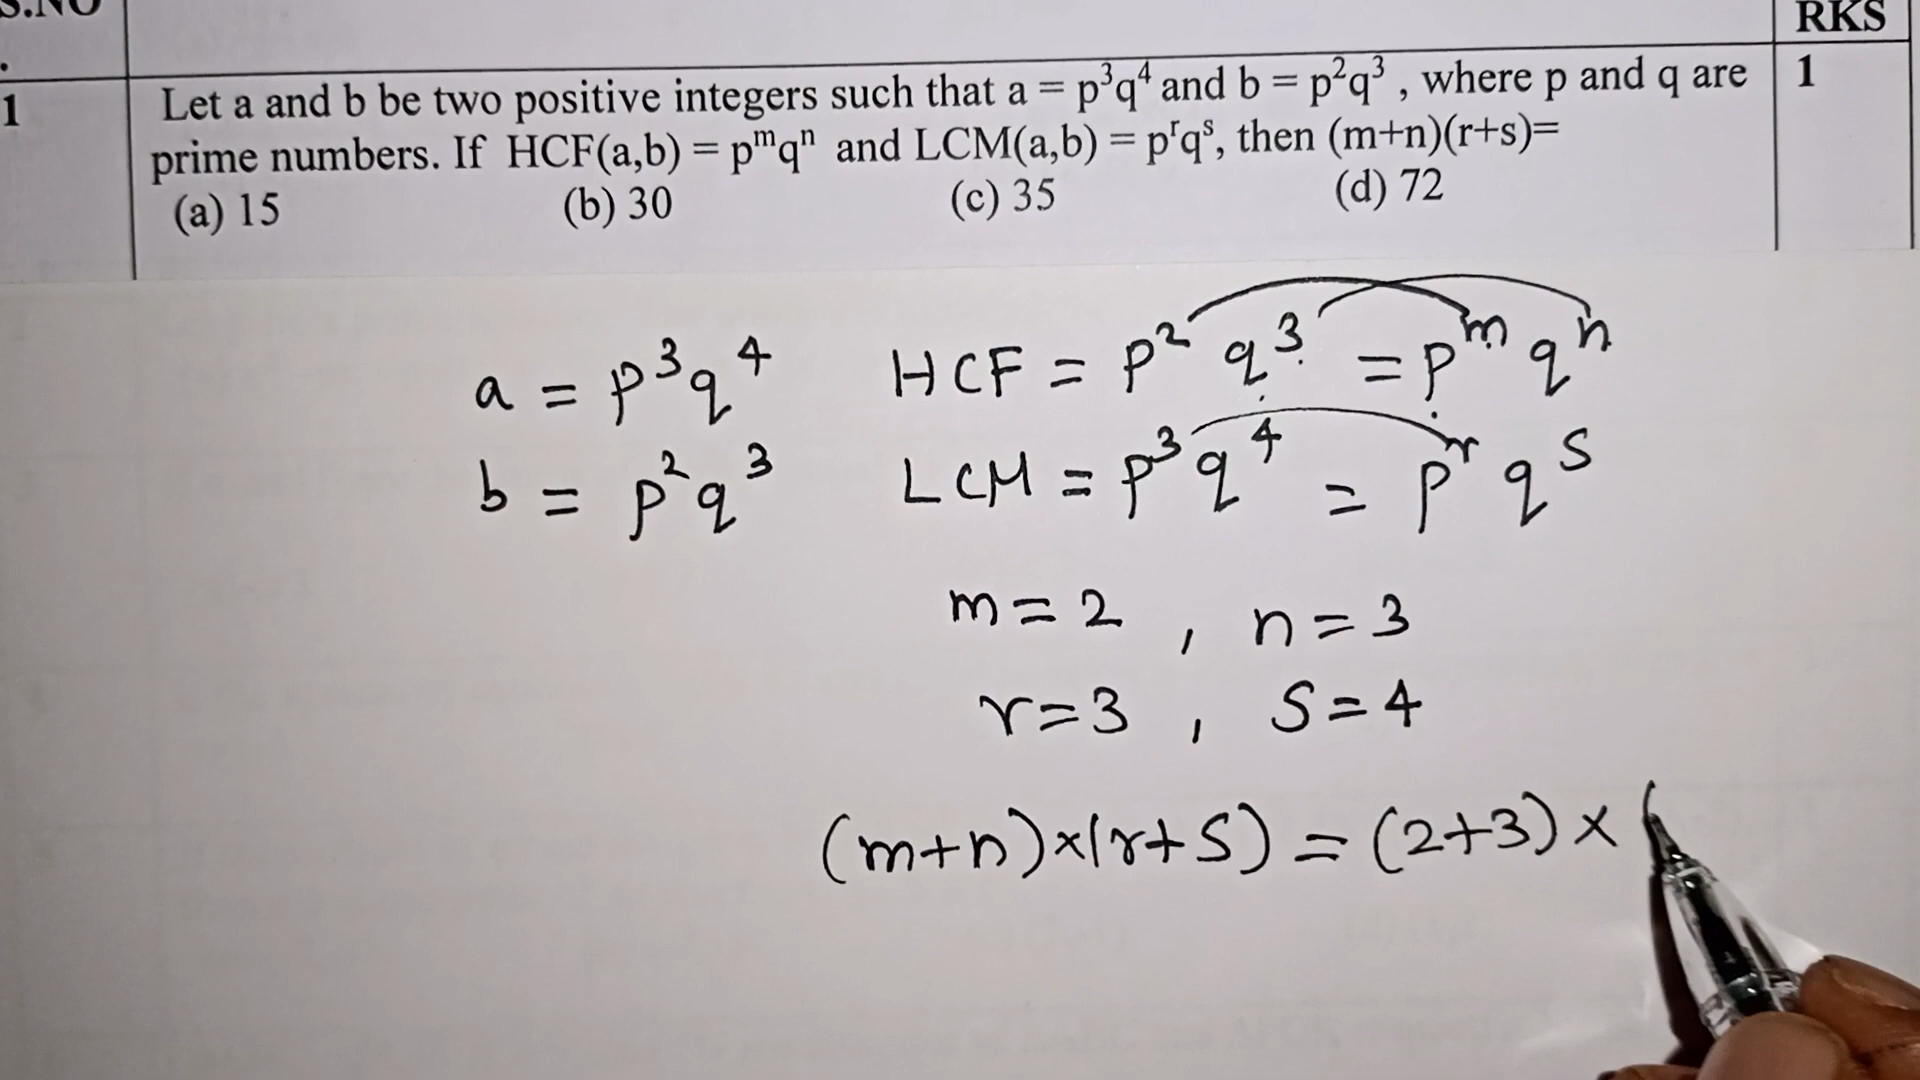 S.NO
RKS
.
1
Let a and b be two positive integers such that a = p³q⁴ and b = p²q³ , where p and q are
1
prime numbers. If HCF(a,b) = pᵐqⁿ and LCM(a,b) = pʳqˢ, then (m+n)(r+s)=
(a) 15 (b) 30 (c) 35 (d) 72
a = p³q⁴ HCF = p² q³ = pᵐ qⁿ
b = p²q³ LCM = p³q⁴ = pʳ qˢ
m = 2 , n = 3
r = 3 , S = 4
(m+n)×(r+S) = (2+3) × (